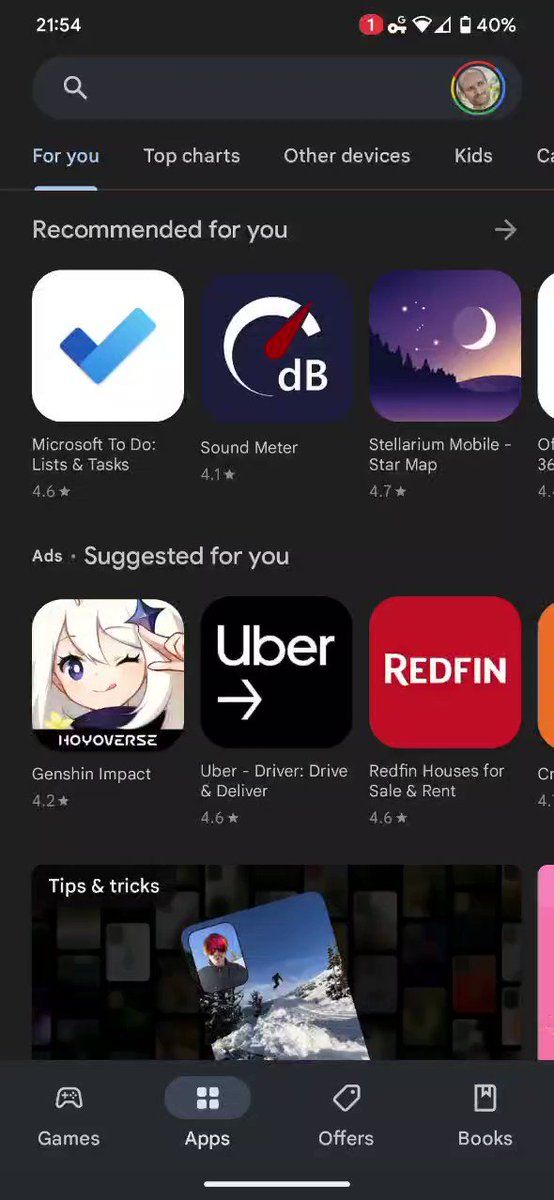 21:54
1
G
40%
For you
Top charts
Other devices
Kids
Ca
Recommended for you
dB
Microsoft To Do:
Lists & Tasks
4.6 ★
Sound Meter
4.1 ★
Stellarium Mobile -
Star Map
4.7 ★
Of
36
4.
Ads • Suggested for you
HOYOVERSE
Uber
REDFIN
Genshin Impact
4.2 ★
Uber - Driver: Drive
& Deliver
4.6 ★
Redfin Houses for
Sale & Rent
4.6 ★
Cr
4.
Tips & tricks
Games
Apps
Offers
Books